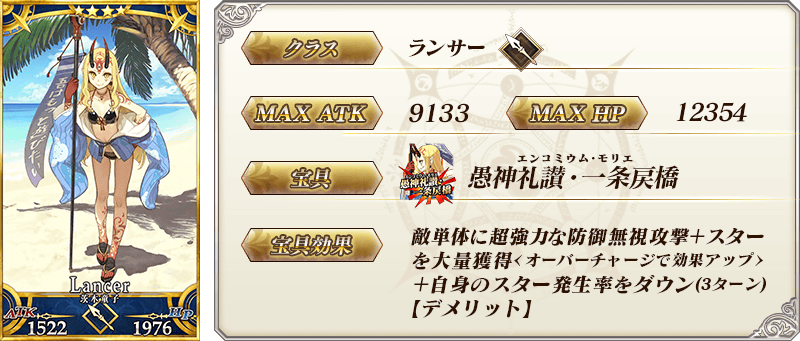 Lancer
茨木童子
ATK
1522
HP
1976
クラス
ランサー
MAX ATK
9133
MAX HP
12354
宝具
エンコミウム・モリエ
愚神礼讃・一条戻橋
宝具効果
敵単体に超強力な防御無視攻撃＋スター
を大量獲得<オーバーチャージで効果アップ>
＋自身のスター発生率をダウン(3ターン)
【デメリット】